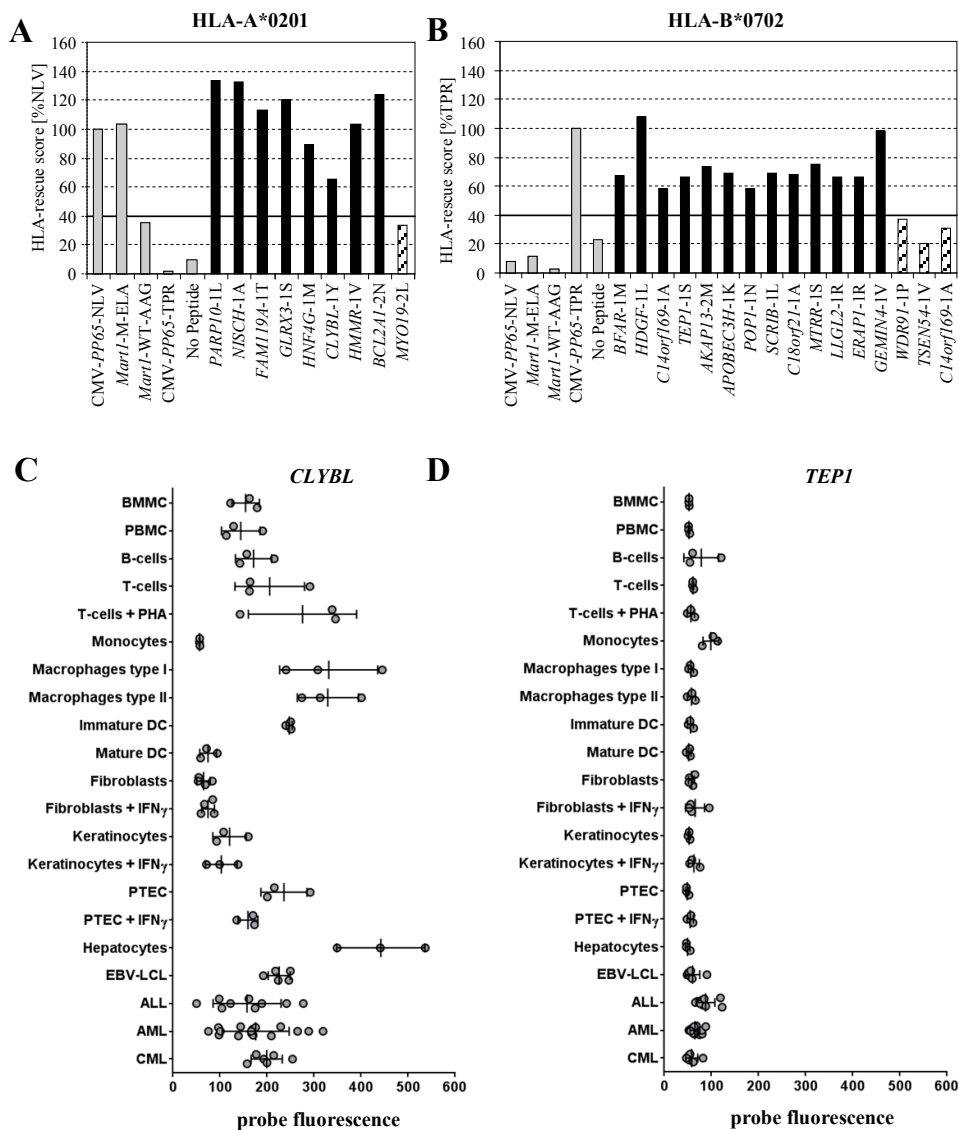 A
HLA-A*0201
HLA-rescue score [%NLV]
160
140
120
100
80
60
40
20
0
CMV-PP65-NLV
Mart1-M-ELA
Mart1-WT-AAG
CMV-PP65-TPR
No Peptide
PARP10-1L
NISCH-1A
FAM119A-1T
GLRX3-1S
HNF4G-1M
CLYBL-1Y
HMMR-1V
BCL2A1-2N
MYO19-2L
B
HLA-B*0702
HLA-rescue score [%TPR]
160
140
120
100
80
60
40
20
0
CMV-PP65-NLV
Mart1-M-ELA
Mart1-WT-AAG
CMV-PP65-TPR
No Peptide
BFAR-1M
HDGF-1L
C14orf169-1A
TEP1-1S
AKAP13-2M
APOBEC3H-1K
POP1-1N
SCRIB-1L
C18orf21-1A
MTRR-1S
LLGL2-1R
ERAP1-1R
GEMIN4-1V
WDR91-1P
TSEN54-1V
C14orf169-1A
C
CLYBL
BMMC
PBMC
B-cells
T-cells
T-cells + PHA
Monocytes
Macrophages type I
Macrophages type II
Immature DC
Mature DC
Fibroblasts
Fibroblasts + IFNγ
Keratinocytes
Keratinocytes + IFNγ
PTEC
PTEC + IFNγ
Hepatocytes
EBV-LCL
ALL
AML
CML
0 100 200 300 400 500 600
probe fluorescence
D
TEP1
BMMC
PBMC
B-cells
T-cells
T-cells + PHA
Monocytes
Macrophages type I
Macrophages type II
Immature DC
Mature DC
Fibroblasts
Fibroblasts + IFNγ
Keratinocytes
Keratinocytes + IFNγ
PTEC
PTEC + IFNγ
Hepatocytes
EBV-LCL
ALL
AML
CML
0 100 200 300 400 500 600
probe fluorescence